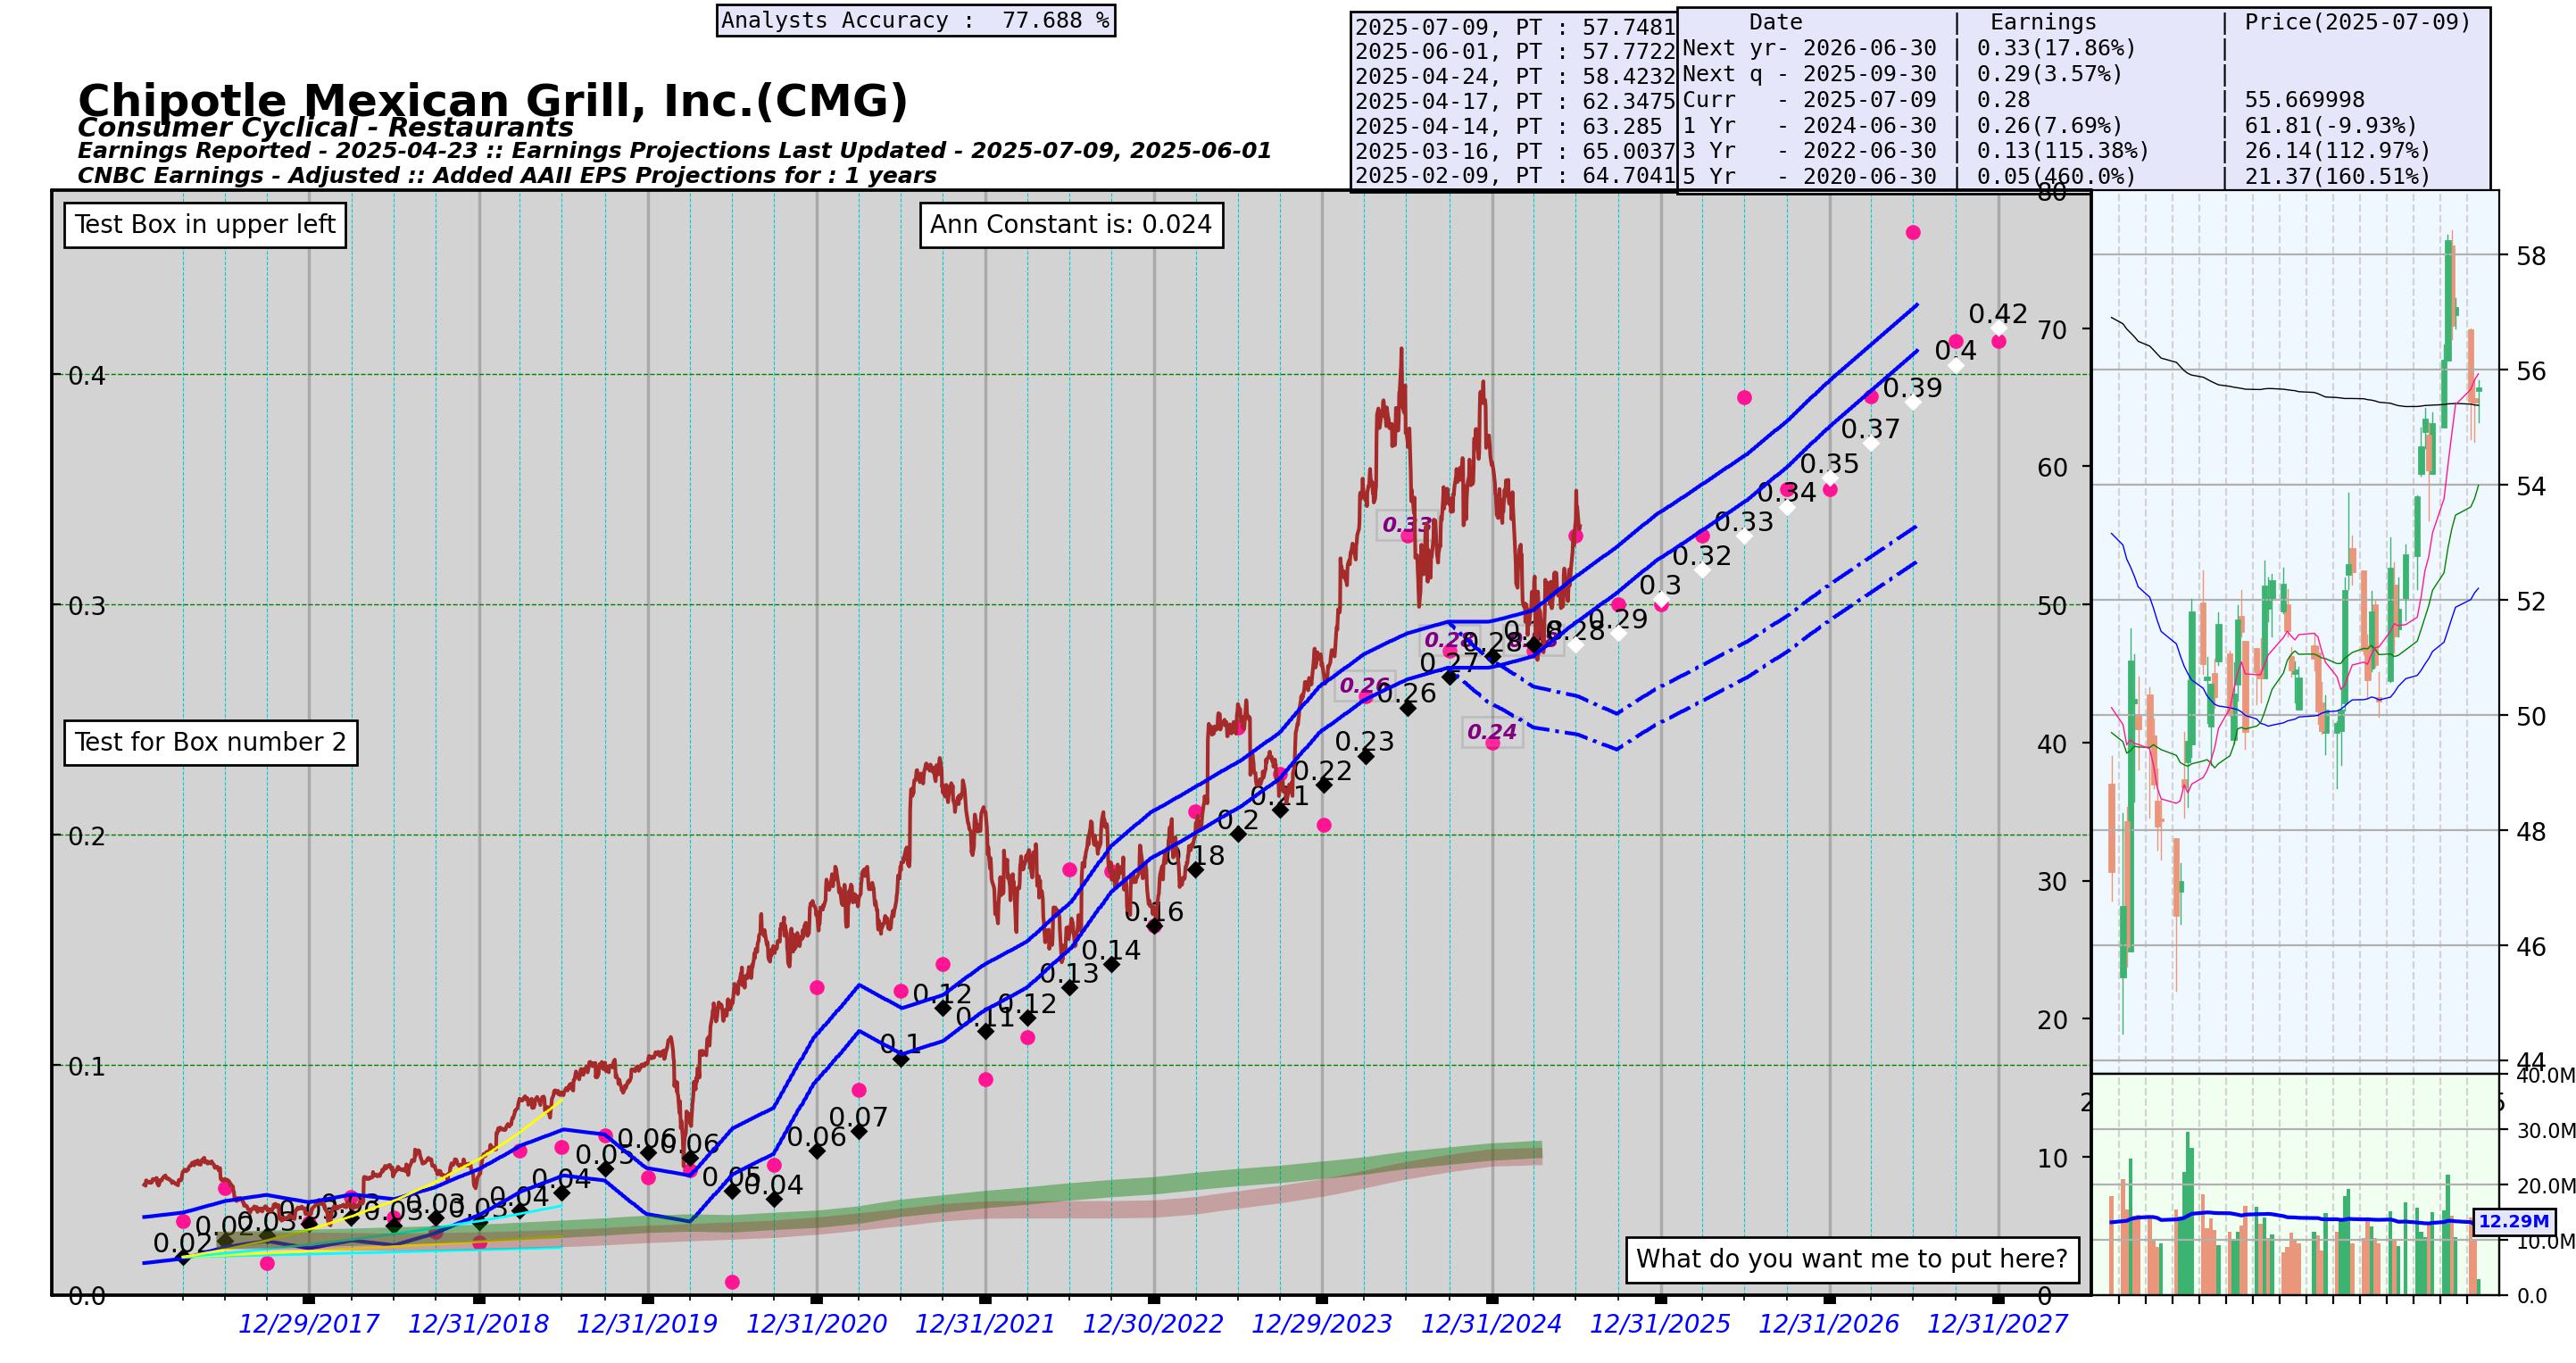 Analysts Accuracy :  77.688 %
2025-07-09, PT : 57.7481
2025-06-01, PT : 57.7722
2025-04-24, PT : 58.4232
2025-04-17, PT : 62.3475
2025-04-14, PT : 63.285
2025-03-16, PT : 65.0037
2025-02-09, PT : 64.7041
Date | Earnings | Price(2025-07-09)
Next yr- 2026-06-30 | 0.33(17.86%) |
Next q - 2025-09-30 | 0.29(3.57%) |
Curr - 2025-07-09 | 0.28 | 55.669998
1 Yr - 2024-06-30 | 0.26(7.69%) | 61.81(-9.93%)
3 Yr - 2022-06-30 | 0.13(115.38%) | 26.14(112.97%)
5 Yr - 2020-06-30 | 0.05(460.0%) | 21.37(160.51%)
Chipotle Mexican Grill, Inc.(CMG)
Consumer Cyclical - Restaurants
Earnings Reported - 2025-04-23 :: Earnings Projections Last Updated - 2025-07-09, 2025-06-01
CNBC Earnings - Adjusted :: Added AAII EPS Projections for : 1 years
Test Box in upper left
Ann Constant is: 0.024
Test for Box number 2
What do you want me to put here?
0.4
0.3
0.2
0.1
0.0
80
70
60
50
40
30
20
10
0
58
56
54
52
50
48
46
44
40.0M
30.0M
20.0M
12.29M
10.0M
0.0
0.42
0.4
0.39
0.37
0.35
0.34
0.33
0.32
0.3
0.29
0.28
0.28
0.27
0.26
0.23
0.22
0.21
0.2
0.18
0.16
0.14
0.13
0.12
0.11
0.12
0.1
0.07
0.06
0.04
0.05
0.06
0.06
0.05
0.04
0.04
0.03
0.03
0.03
0.03
0.03
0.02
0.02
0.33
0.26
0.28
0.24
12/29/2017
12/31/2018
12/31/2019
12/31/2020
12/31/2021
12/30/2022
12/29/2023
12/31/2024
12/31/2025
12/31/2026
12/31/2027